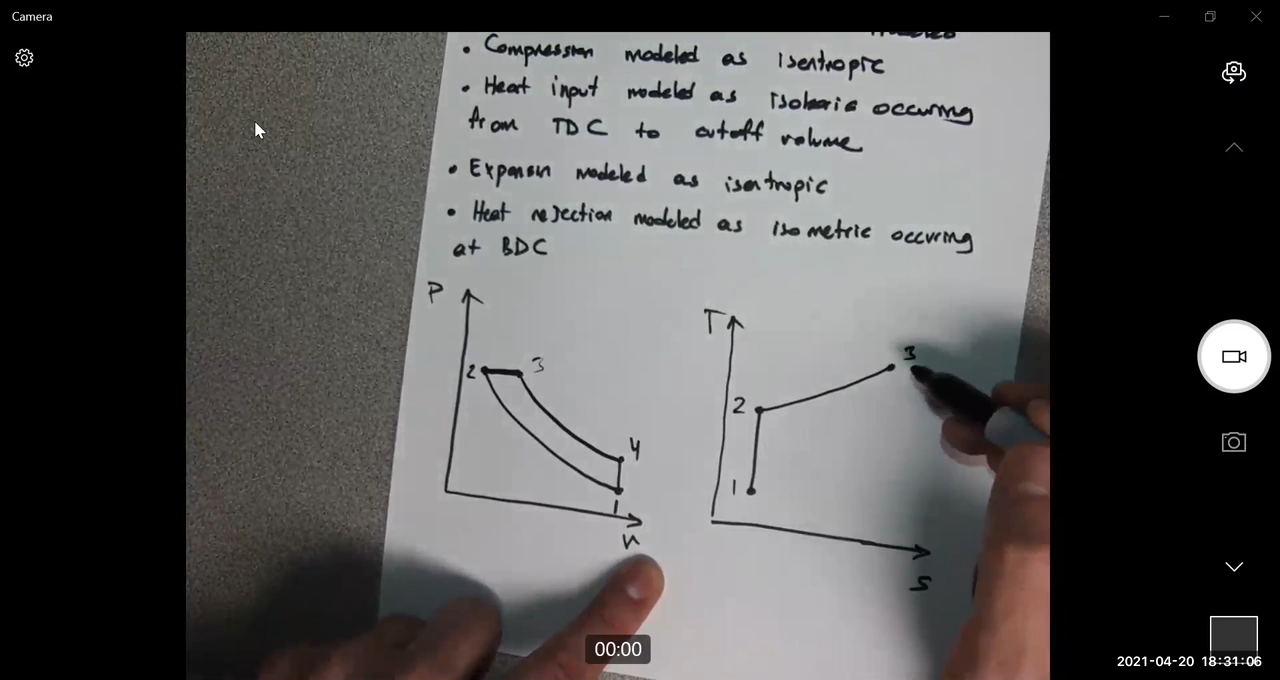 Camera
• Compression modeled as isentropic
• Heat input modeled as isobaric occuring
from TDC to cutoff volume
• Expansion modeled as isentropic
• Heat rejection modeled as isometric occuring
at BDC
P
T
2
3
3
2
4
1
1
s
00:00
2021-04-20 18:31:06